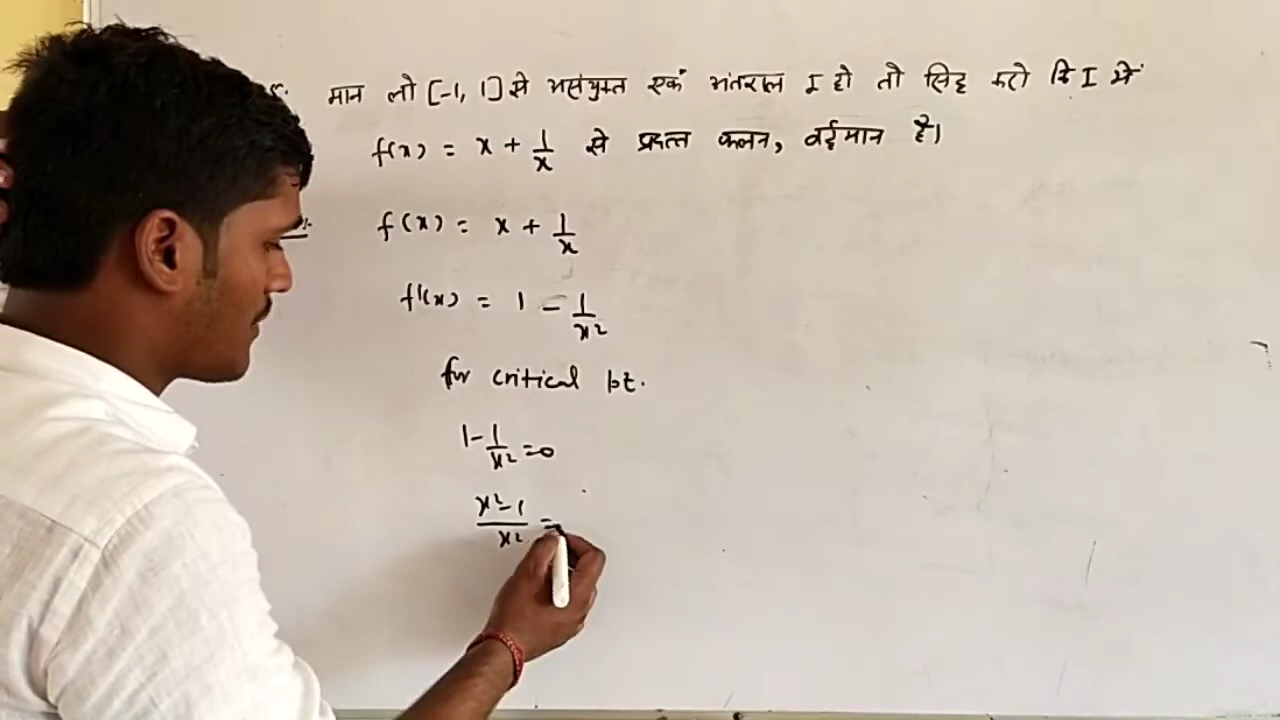 मान लो [-1, 1] से असंयुक्त एक अंतराल I हो तो सिद्ध करो कि I में
f(x) = x + 1/x से प्रदत्त फलन, वर्द्धमान है।
f(x) = x + 1/x
f'(x) = 1 - 1/x²
for critical pt.
1 - 1/x² = 0
x² - 1 / x² =